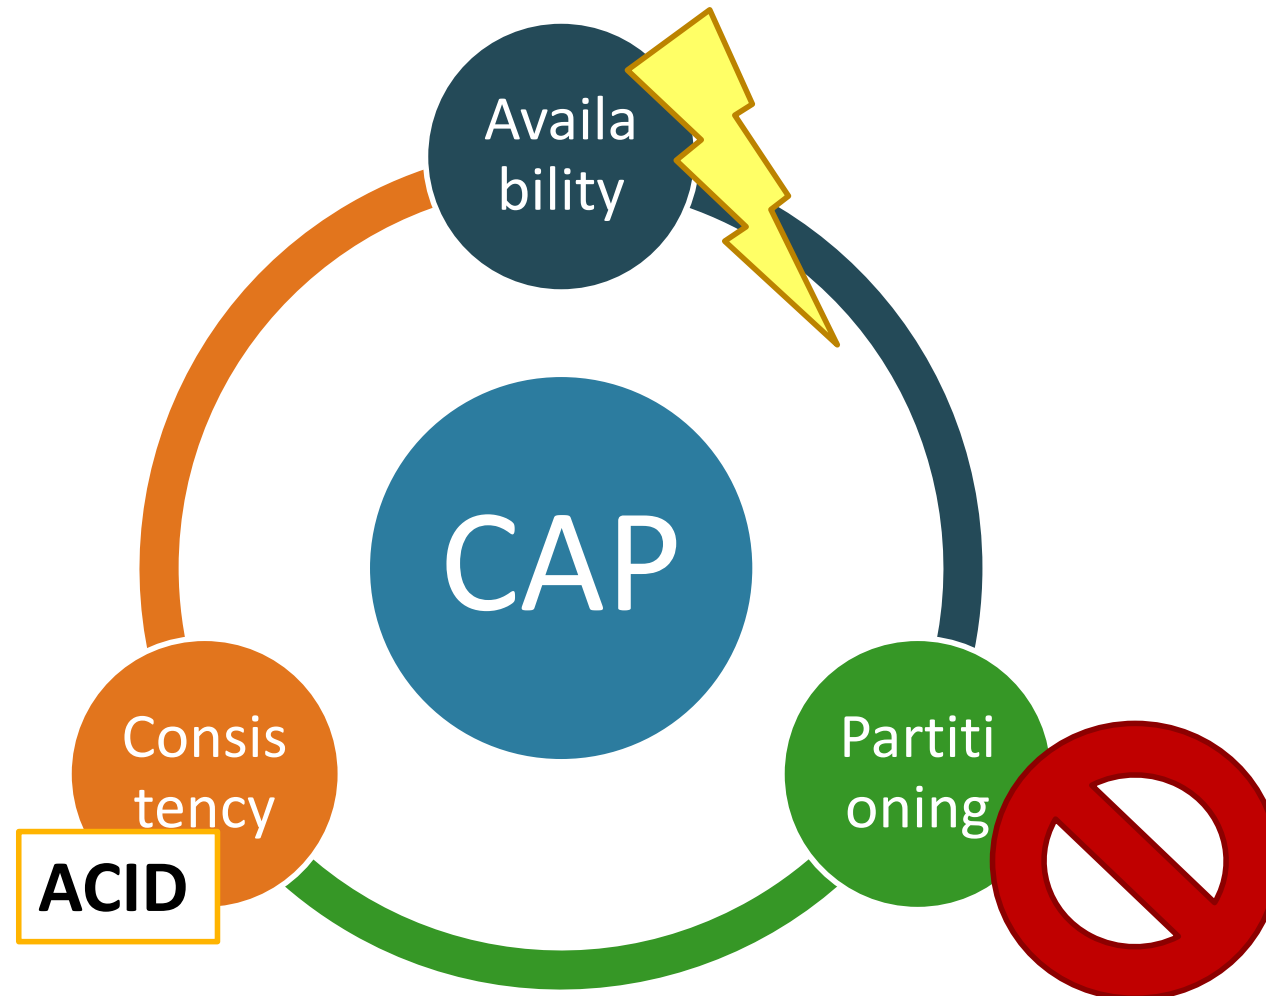 Availa
bility
CAP
Consis
tency
ACID
Partiti
oning